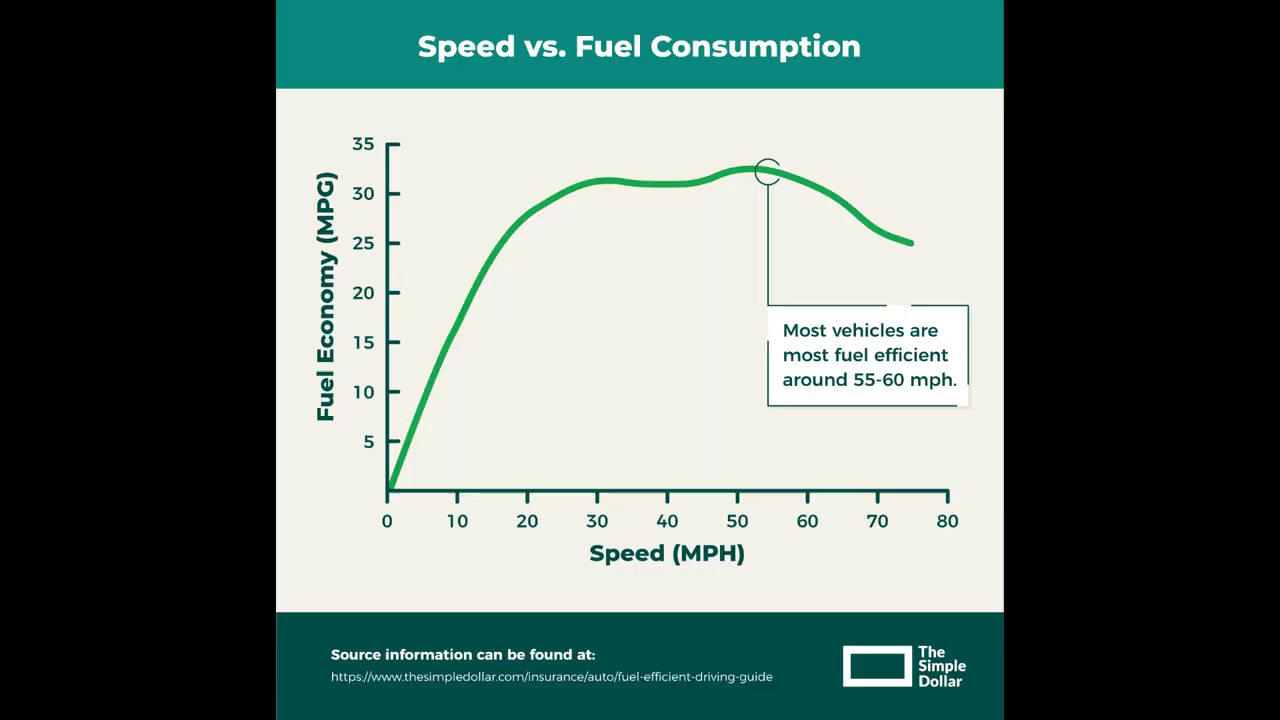 Speed vs. Fuel Consumption
Fuel Economy (MPG)
35
30
25
20
15
10
5
0 10 20 30 40 50 60 70 80
Speed (MPH)
Most vehicles are
most fuel efficient
around 55-60 mph.
Source information can be found at:
https://www.thesimpledollar.com/insurance/auto/fuel-efficient-driving-guide
The
Simple
Dollar